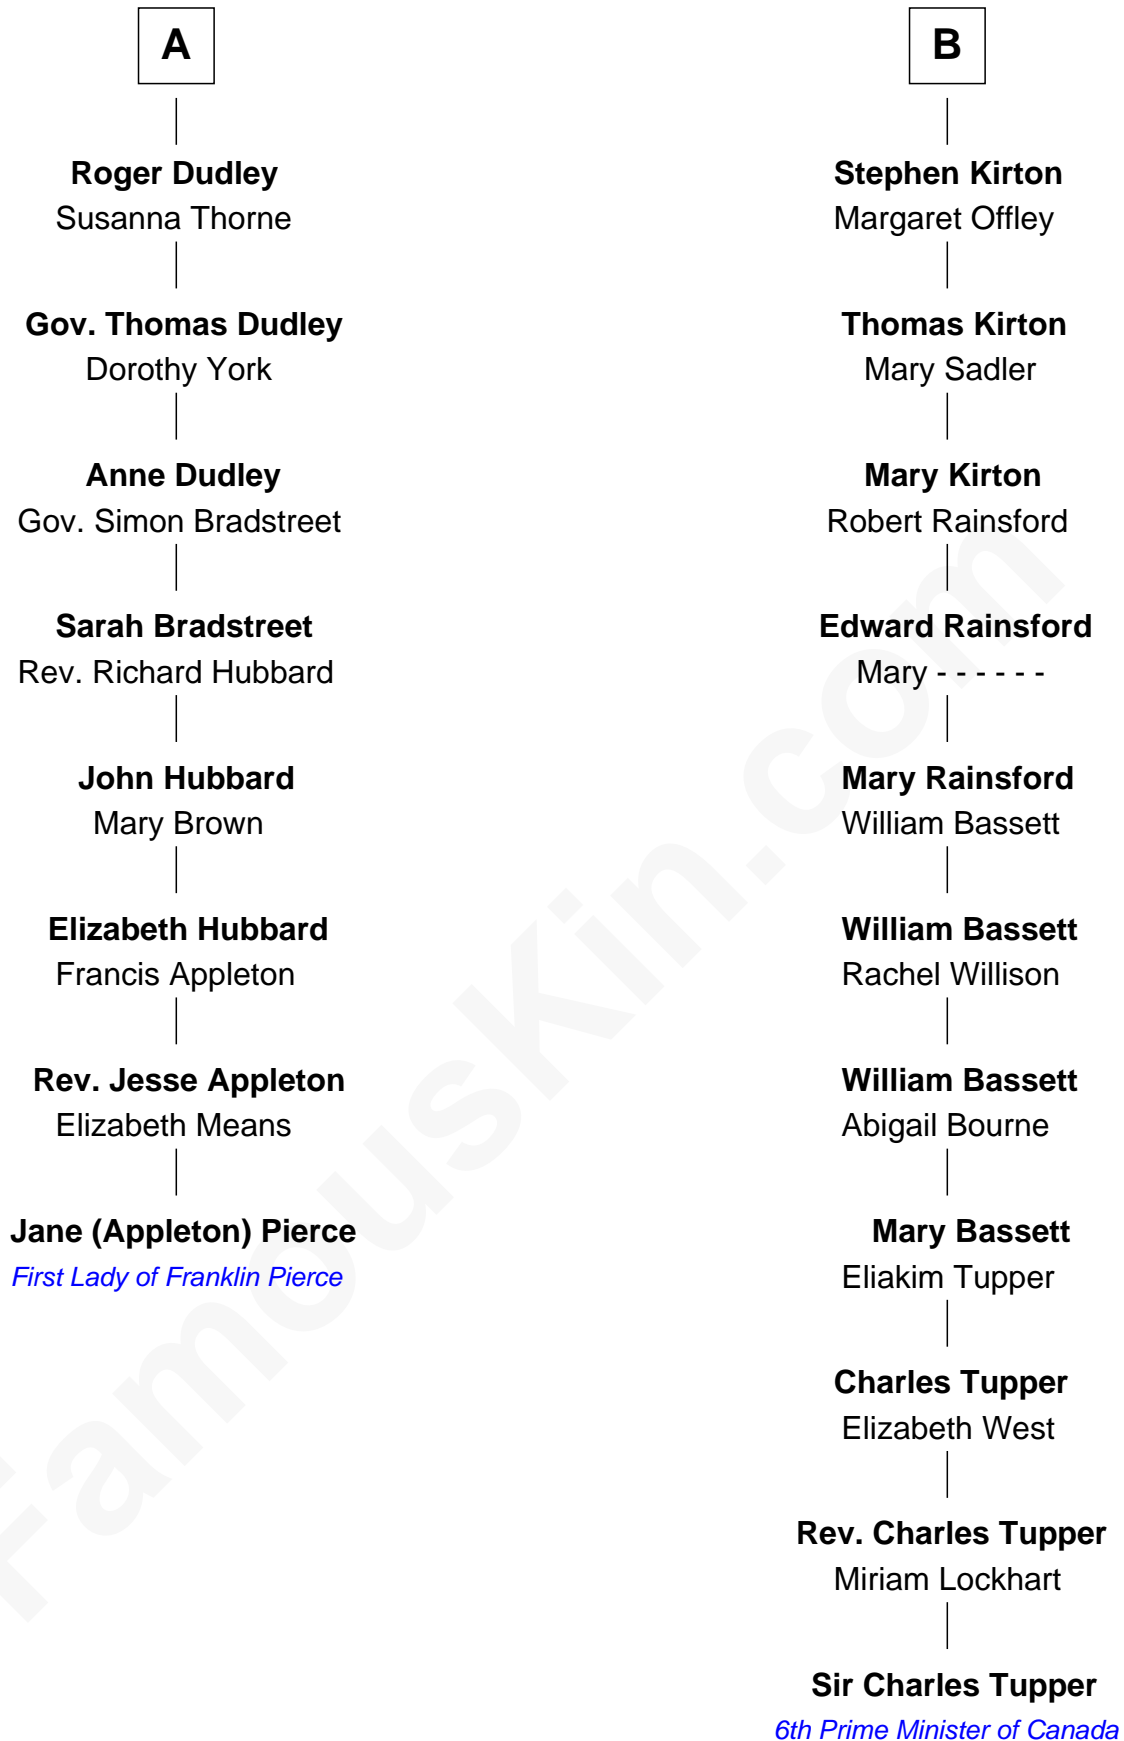 A
Roger Dudley
Susanna Thorne
Gov. Thomas Dudley
Dorothy York
Anne Dudley
Gov. Simon Bradstreet
Sarah Bradstreet
Rev. Richard Hubbard
John Hubbard
Mary Brown
Elizabeth Hubbard
Francis Appleton
Rev. Jesse Appleton
Elizabeth Means
Jane (Appleton) Pierce
First Lady of Franklin Pierce
B
Stephen Kirton
Margaret Offley
Thomas Kirton
Mary Sadler
Mary Kirton
Robert Rainsford
Edward Rainsford
Mary - - - - - -
Mary Rainsford
William Bassett
William Bassett
Rachel Willison
William Bassett
Abigail Bourne
Mary Bassett
Eliakim Tupper
Charles Tupper
Elizabeth West
Rev. Charles Tupper
Miriam Lockhart
Sir Charles Tupper
6th Prime Minister of Canada
FamousKin.com